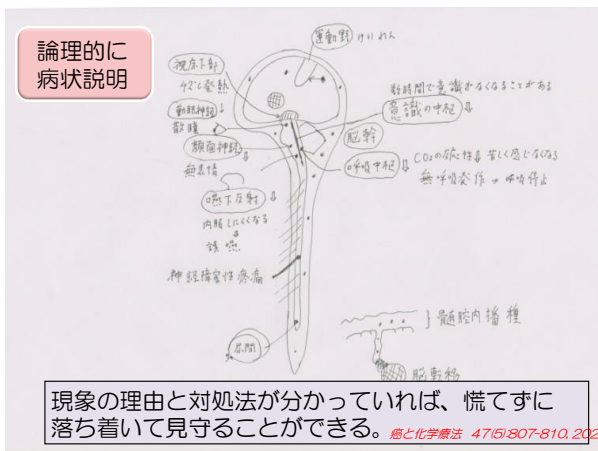 論理的に
病状説明
運動野 けいれん
視床下部
42℃発熱
動眼神経↓
散瞳
顔面神経⇩
無表情
嚥下反射⇩
内服しにくくなる
↓
誤嚥
神経障害性疼痛
数時間で意識がなくなることがある
意識の中枢⇩
脳幹
呼吸中枢⇩
CO₂の反応性⇩ 苦しく感じなくなる
無呼吸発作→呼吸停止
髄腔内播種
脳転移
現象の理由と対処法が分かっていれば、慌てずに
落ち着いて見守ることができる。
癌と化学療法 47(5)807-810, 202